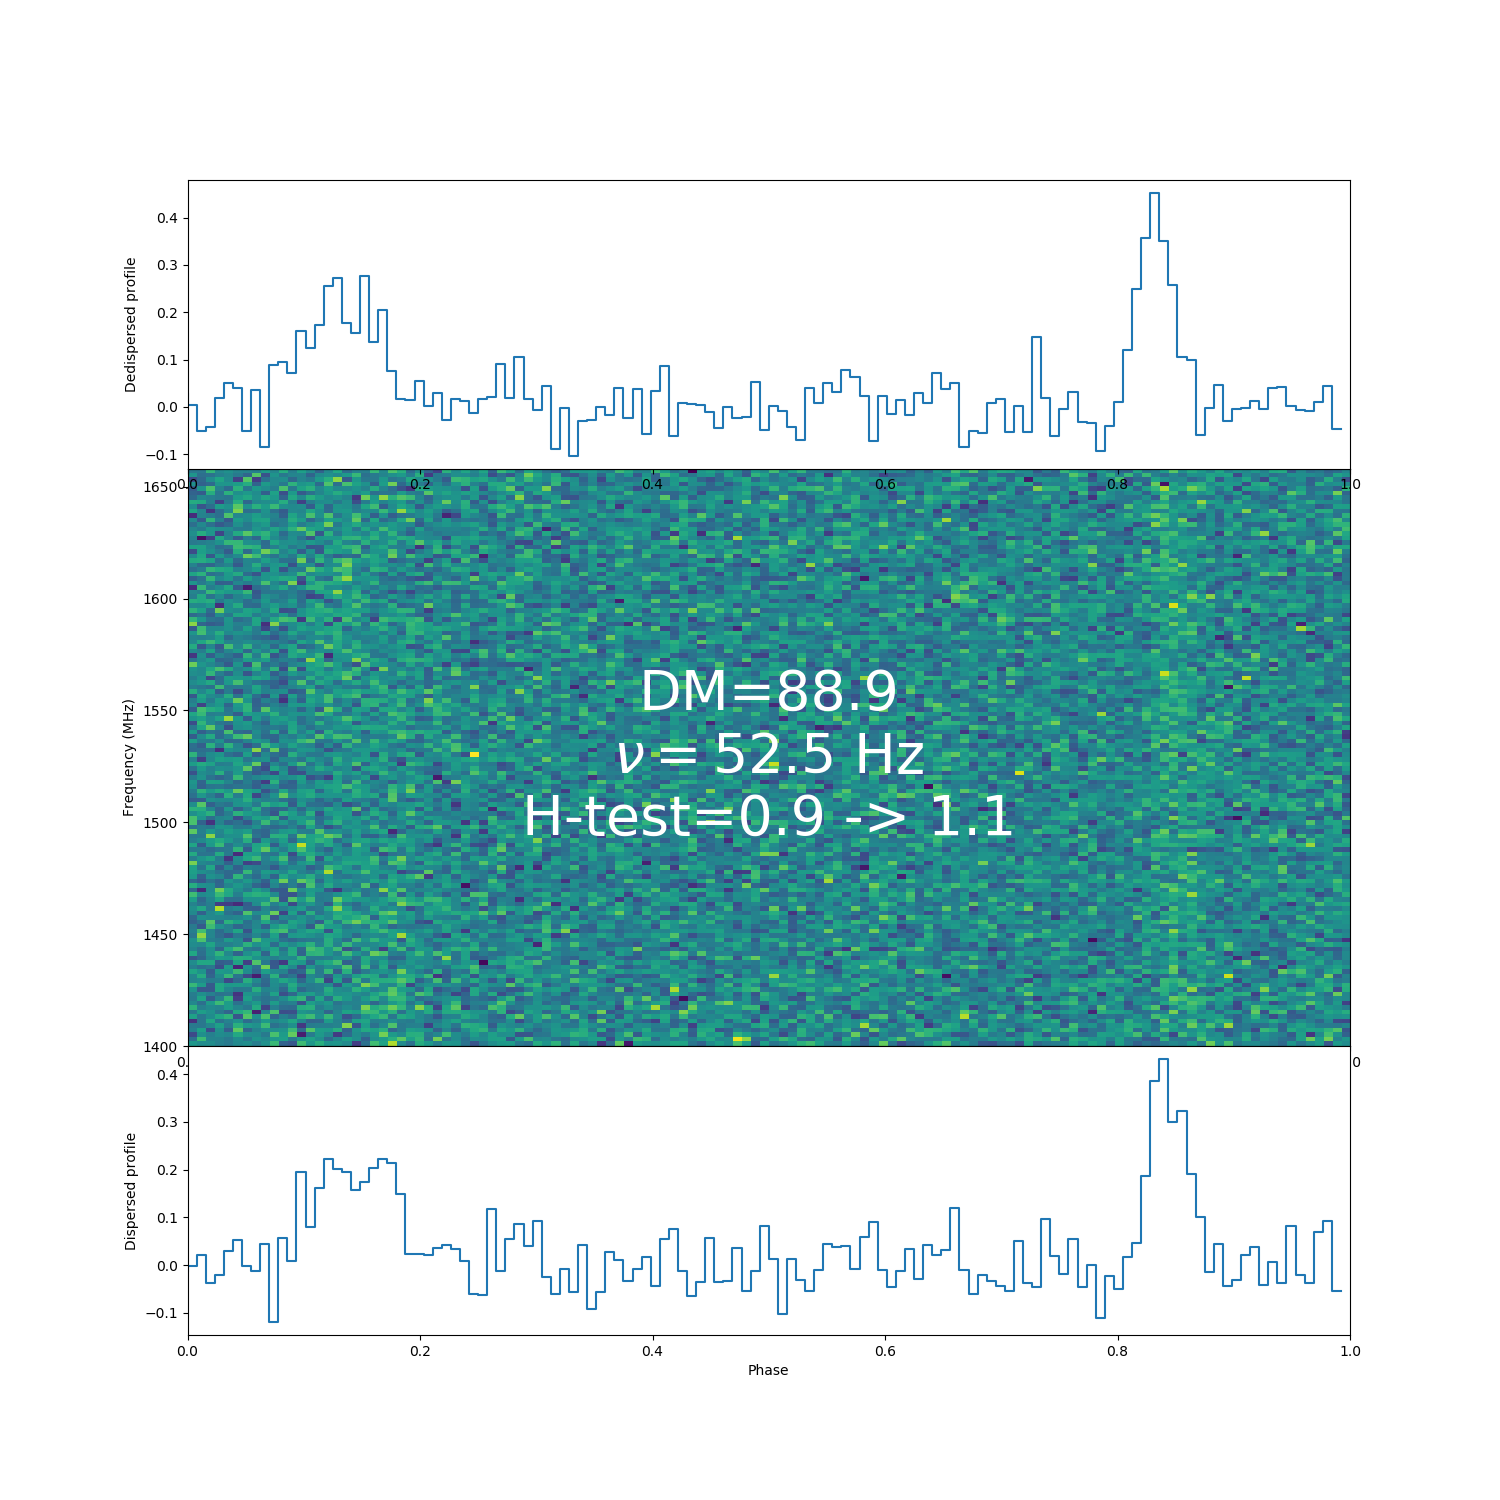 0.4
0.3
0.2
0.1
0.0
−0.1
Dedispersed profile
0.0 0.2 0.4 0.6 0.8 1.0
1650
1600
1550
1500
1450
1400
Frequency (MHz)
DM=88.9
ν = 52.5 Hz
H-test=0.9 -> 1.1
0.4
0.3
0.2
0.1
0.0
−0.1
Dispersed profile
0.0 0.2 0.4 0.6 0.8 1.0
Phase